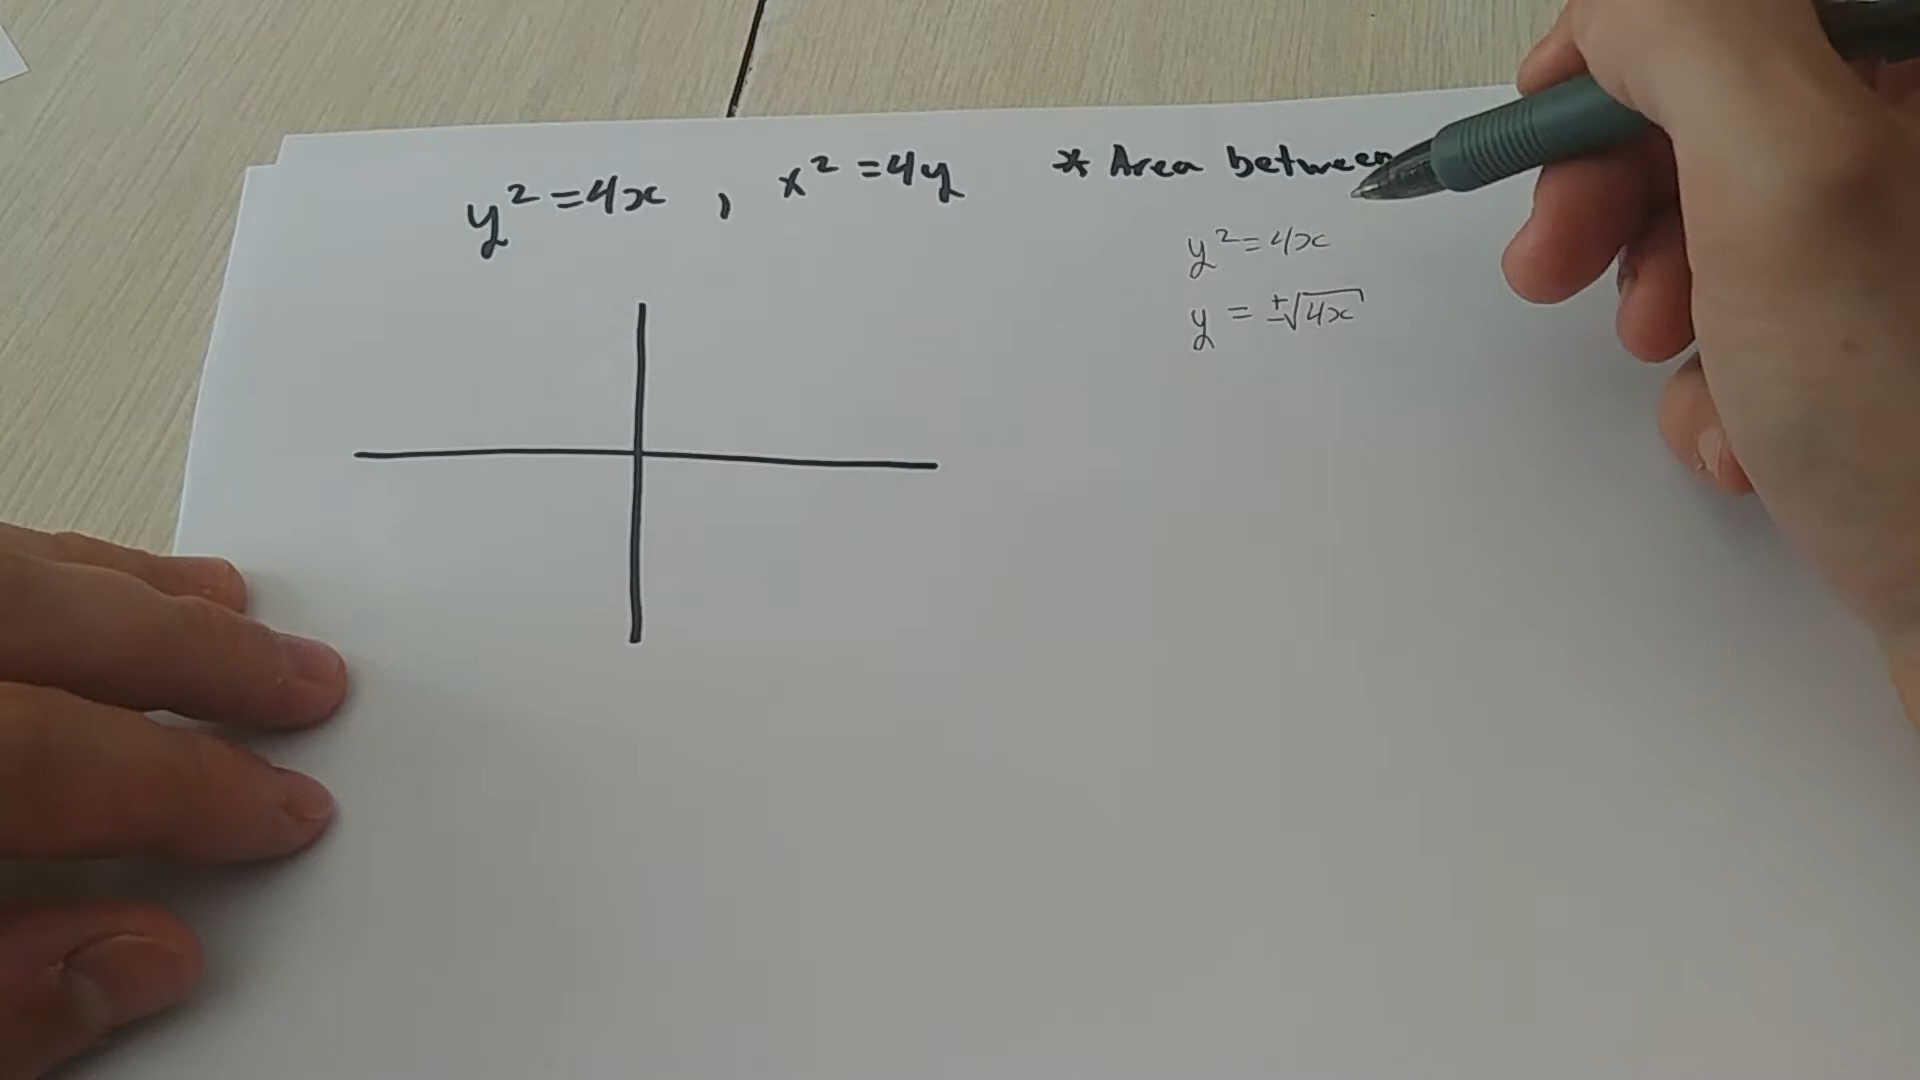 y² = 4x , x² = 4y * Area between
y² = 4x
y = ±√4x